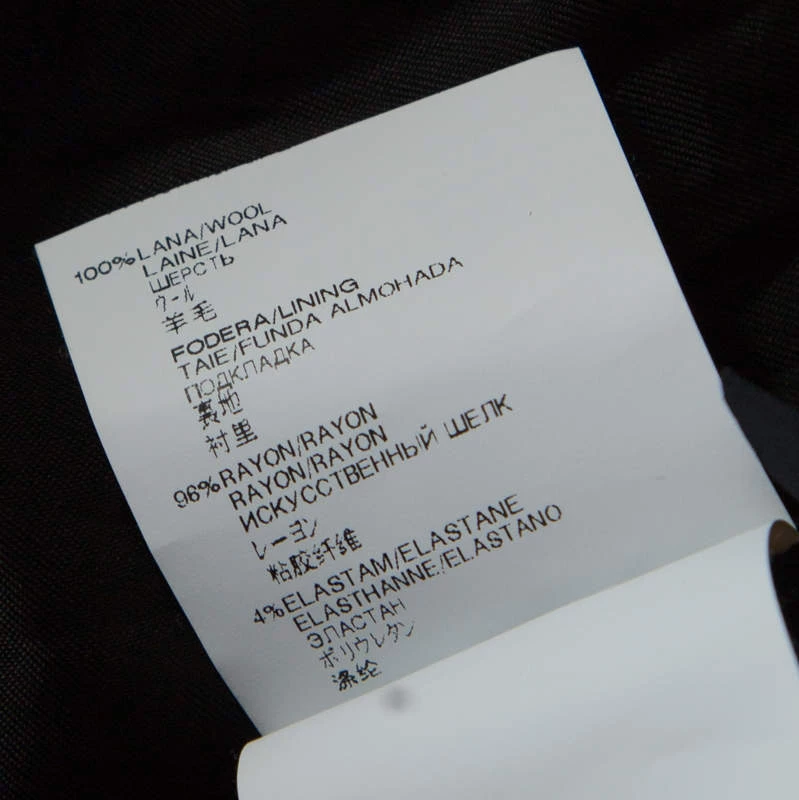 100% LANA/WOOL
LAINE/LANA
ШЕРСТЬ
ウール
羊毛
FODERA/LINING
TAIE/FUNDA ALMOHADA
ПОДКЛАДКА
裏地
衬里
96% RAYON/RAYON
RAYON/RAYON
ИСКУССТВЕННЫЙ ШЕЛК
レーヨン
粘胶纤维
4% ELASTAM/ELASTANE
ELASTHANNE/ELASTANO
ЭЛАСТАН
ポリウレタン
涤纶